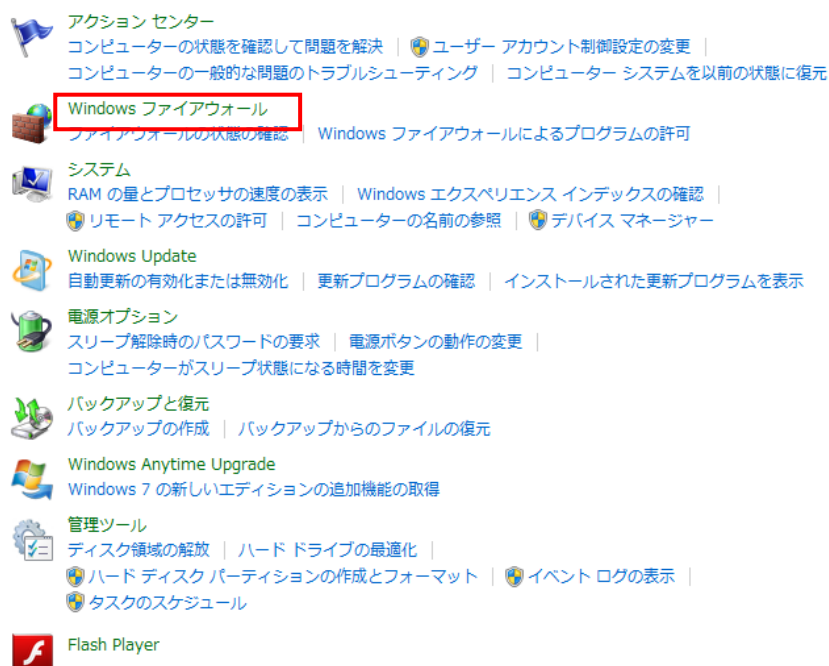 アクション センター
コンピューターの状態を確認して問題を解決 | ユーザー アカウント制御設定の変更 |
コンピューターの一般的な問題のトラブルシューティング | コンピューター システムを以前の状態に復元
Windows ファイアウォール
ファイアウォールの状態の確認 | Windows ファイアウォールによるプログラムの許可
システム
RAM の量とプロセッサの速度の表示 | Windows エクスペリエンス インデックスの確認 |
リモート アクセスの許可 | コンピューターの名前の参照 | デバイス マネージャー
Windows Update
自動更新の有効化または無効化 | 更新プログラムの確認 | インストールされた更新プログラムを表示
電源オプション
スリープ解除時のパスワードの要求 | 電源ボタンの動作の変更 |
コンピューターがスリープ状態になる時間を変更
バックアップと復元
バックアップの作成 | バックアップからのファイルの復元
Windows Anytime Upgrade
Windows 7 の新しいエディションの追加機能の取得
管理ツール
ディスク領域の解放 | ハード ドライブの最適化 |
ハード ディスク パーティションの作成とフォーマット | イベント ログの表示 |
タスクのスケジュール
Flash Player